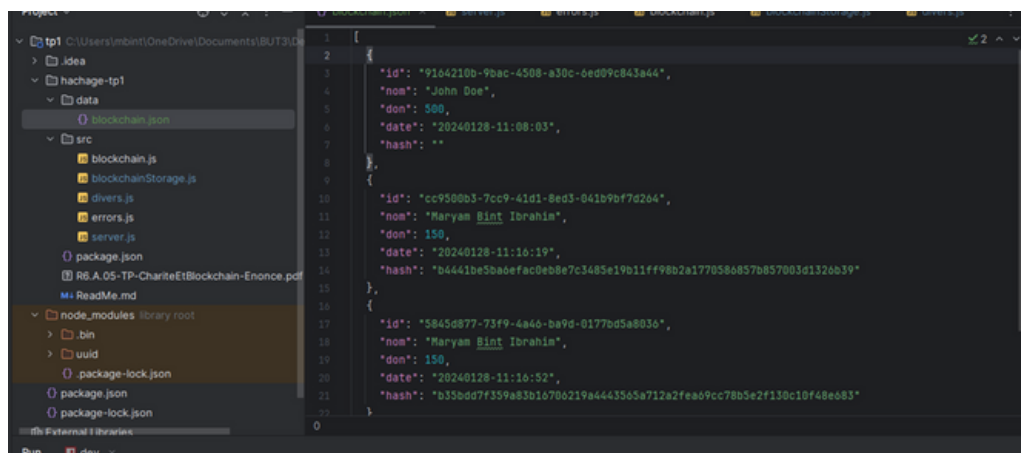 Project
blockchain.json
server.js
errors.js
blockchain.js
blockchainStorage.js
divers.js
tp1 C:\Users\mbint\OneDrive\Documents\BUT3\De
.idea
hachage-tp1
data
blockchain.json
src
blockchain.js
blockchainStorage.js
divers.js
errors.js
server.js
package.json
R6.A.05-TP-ChariteEtBlockchain-Enonce.pdf
ReadMe.md
node_modules library root
.bin
uuid
.package-lock.json
package.json
package-lock.json
External Libraries
2
1 [
2 {
3 "id": "9164210b-9bac-4508-a30c-6ed09c843a44",
4 "nom": "John Doe",
5 "don": 500,
6 "date": "20240128-11:08:03",
7 "hash": ""
8 },
9 {
10 "id": "cc9500b3-7cc9-41d1-8ed3-041b9bf7d264",
11 "nom": "Maryam Bint Ibrahim",
12 "don": 150,
13 "date": "20240128-11:16:19",
14 "hash": "b4441be5ba6efac0eb8e7c3485e19b11ff98b2a1770586857b857003d1326b39"
15 },
16 {
17 "id": "5845d877-73f9-4a46-ba9d-0177bd5a8036",
18 "nom": "Maryam Bint Ibrahim",
19 "don": 150,
20 "date": "20240128-11:16:52",
21 "hash": "b35bdd7f359a83b16706219a4443565a712a2fea69cc78b5e2f130c10f48e683"
22 }
0
Run dev